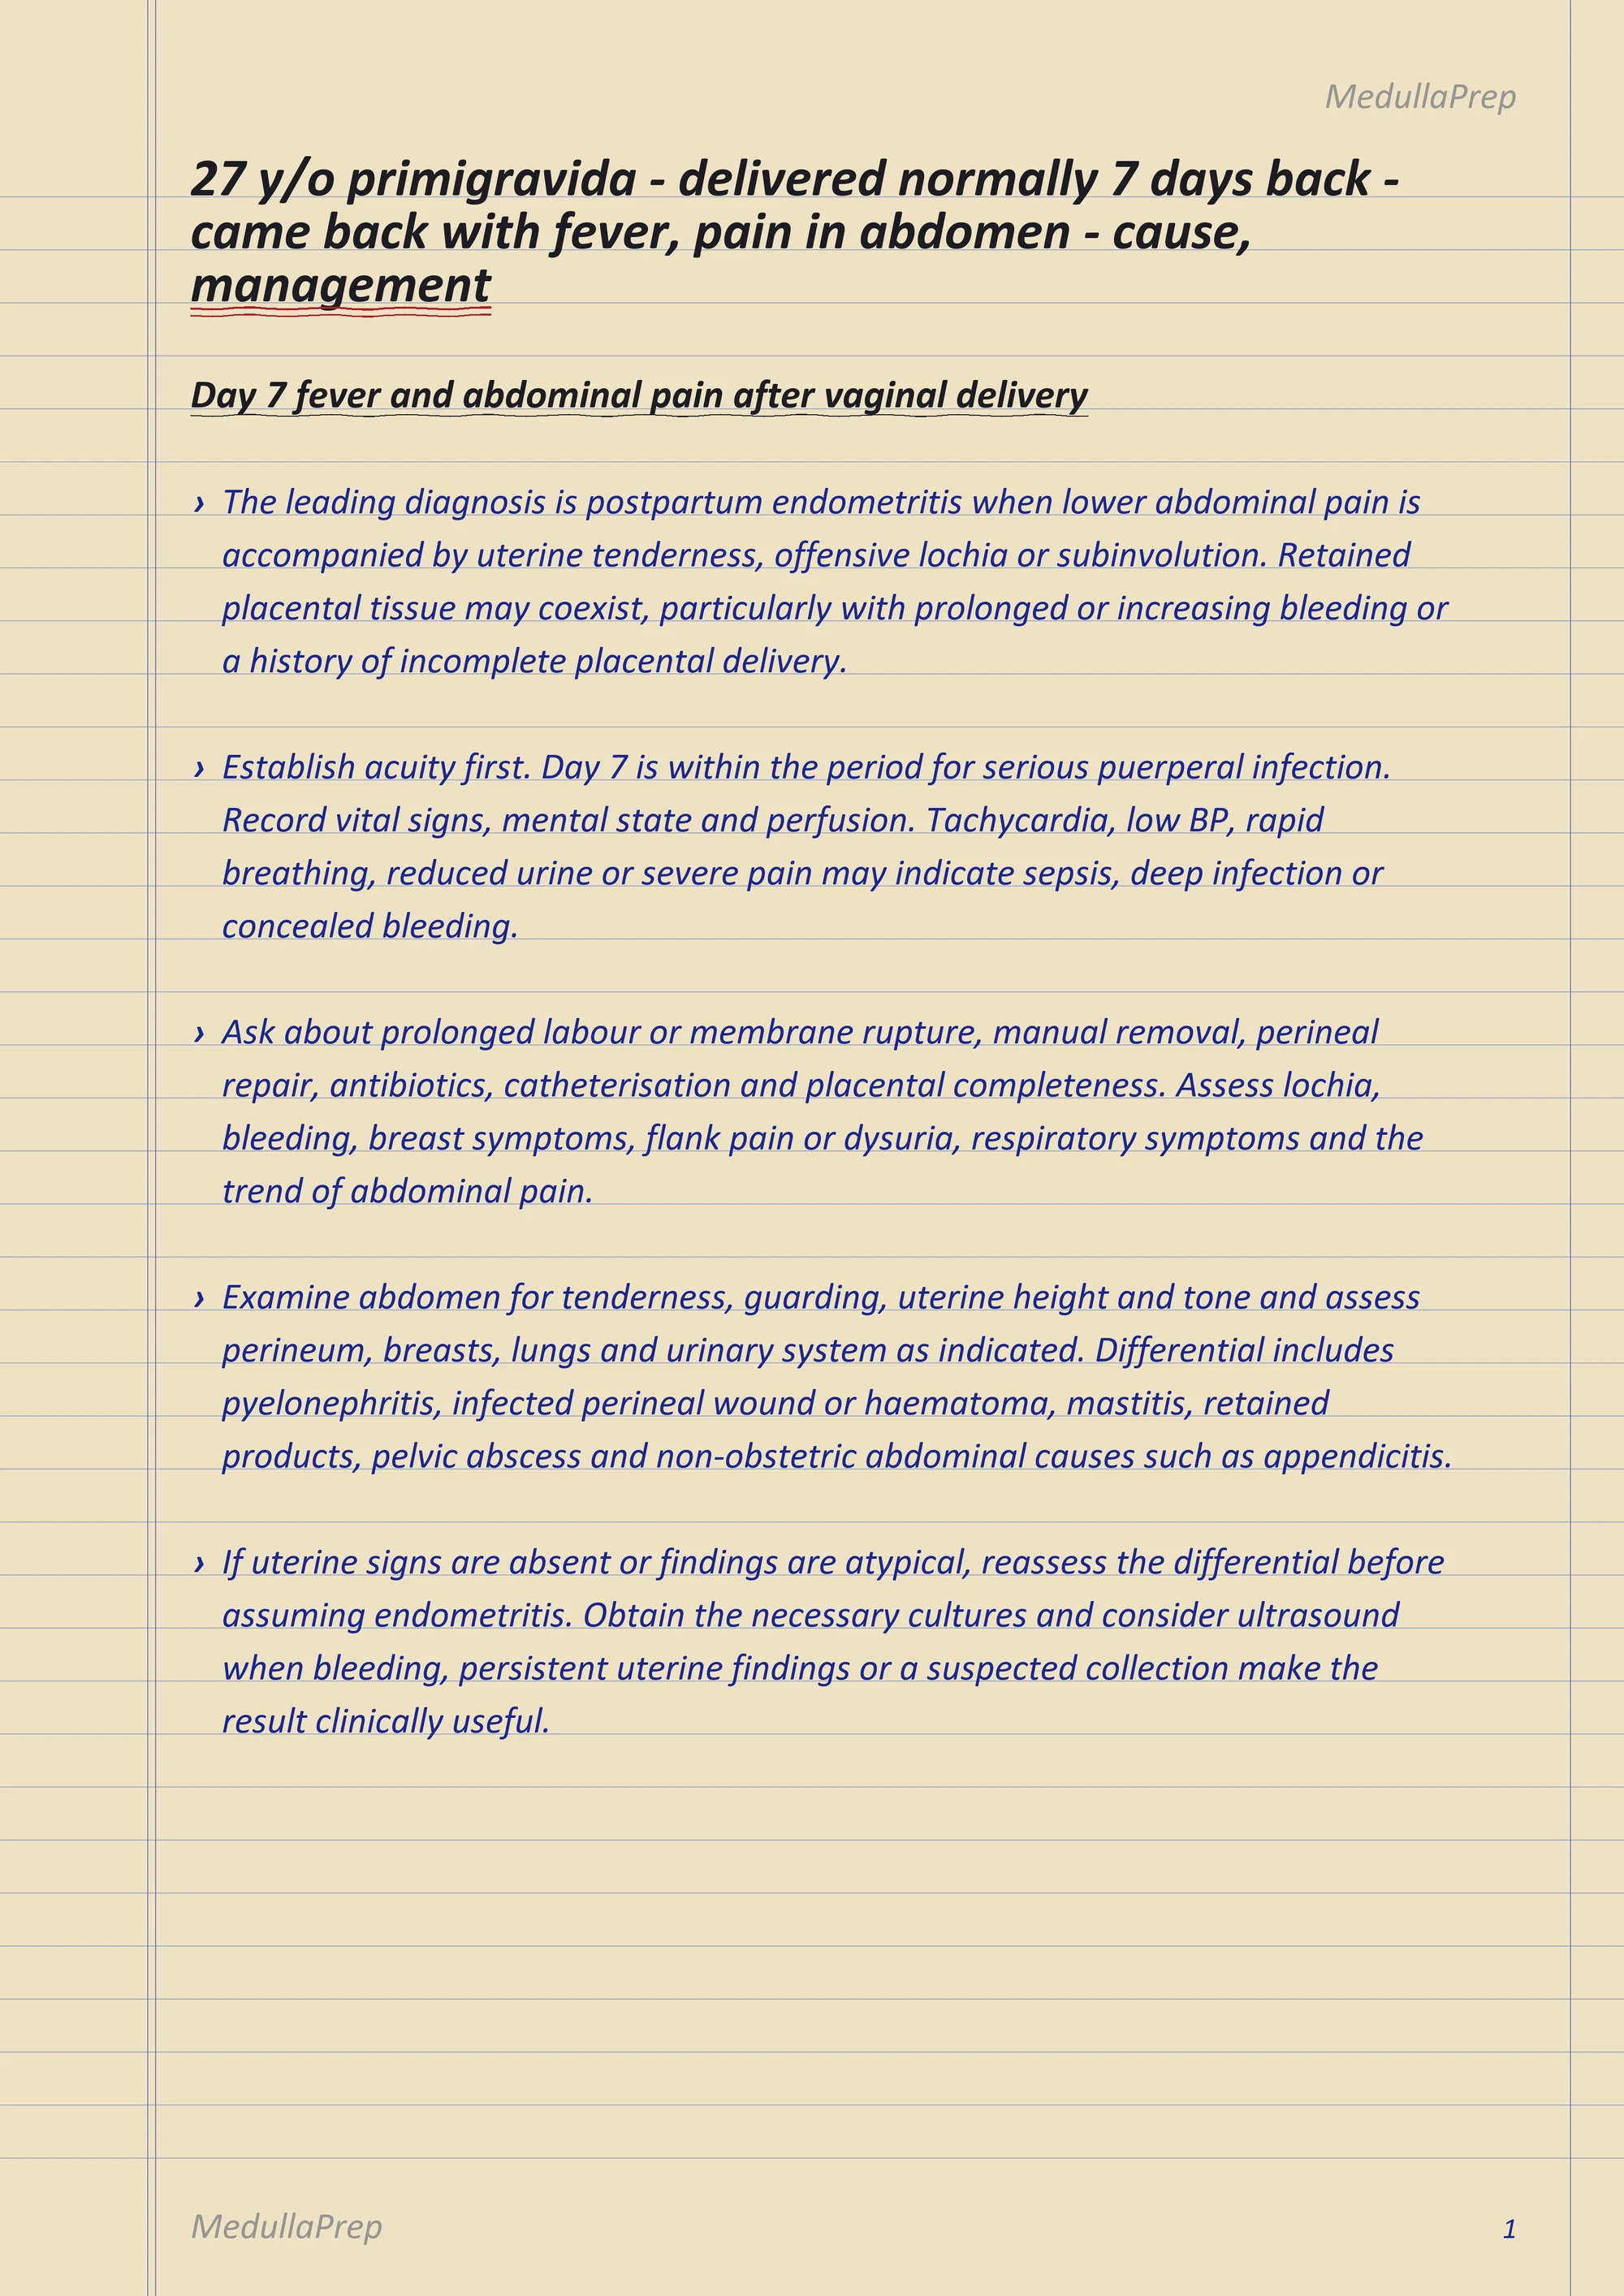 MedullaPrep
27 y/o primigravida - delivered normally 7 days back -
came back with fever, pain in abdomen - cause,
management
Day 7 fever and abdominal pain after vaginal delivery
› The leading diagnosis is postpartum endometritis when lower abdominal pain is
accompanied by uterine tenderness, offensive lochia or subinvolution. Retained
placental tissue may coexist, particularly with prolonged or increasing bleeding or
a history of incomplete placental delivery.
› Establish acuity first. Day 7 is within the period for serious puerperal infection.
Record vital signs, mental state and perfusion. Tachycardia, low BP, rapid
breathing, reduced urine or severe pain may indicate sepsis, deep infection or
concealed bleeding.
› Ask about prolonged labour or membrane rupture, manual removal, perineal
repair, antibiotics, catheterisation and placental completeness. Assess lochia,
bleeding, breast symptoms, flank pain or dysuria, respiratory symptoms and the
trend of abdominal pain.
› Examine abdomen for tenderness, guarding, uterine height and tone and assess
perineum, breasts, lungs and urinary system as indicated. Differential includes
pyelonephritis, infected perineal wound or haematoma, mastitis, retained
products, pelvic abscess and non-obstetric abdominal causes such as appendicitis.
› If uterine signs are absent or findings are atypical, reassess the differential before
assuming endometritis. Obtain the necessary cultures and consider ultrasound
when bleeding, persistent uterine findings or a suspected collection make the
result clinically useful.
MedullaPrep
1